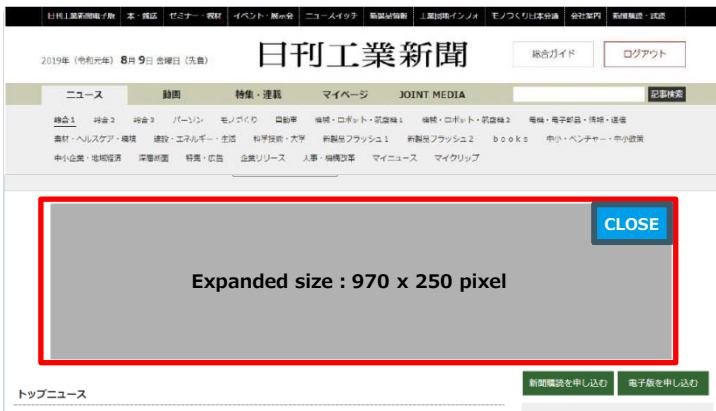 日刊工業新聞電子版 本・雑誌 セミナー・教材 イベント・展示会 ニュースイッチ 新製品情報 工業団地インフォ モノづくり日本会議 会社案内 新聞購読・試読
2019年（令和元年）8月9日 金曜日（先負）
日刊工業新聞
総合ガイド
ログアウト
ニュース 動画 特集・連載 マイページ JOINT MEDIA
記事検索
総合1 総合2 総合3 パーソン モノづくり 自動車 機械・ロボット・航空機1 機械・ロボット・航空機2 電機・電子部品・情報・通信
素材・ヘルスケア・環境 建設・エネルギー・生活 科学技術・大学 新製品フラッシュ1 新製品フラッシュ2 books 中小・ベンチャー・中小政策
中小企業・地域経済 深層断面 特集・広告 企業リリース 人事・機構改革 マイニュース マイクリップ
CLOSE
Expanded size : 970 x 250 pixel
新聞購読を申し込む 電子版を申し込む
トップニュース